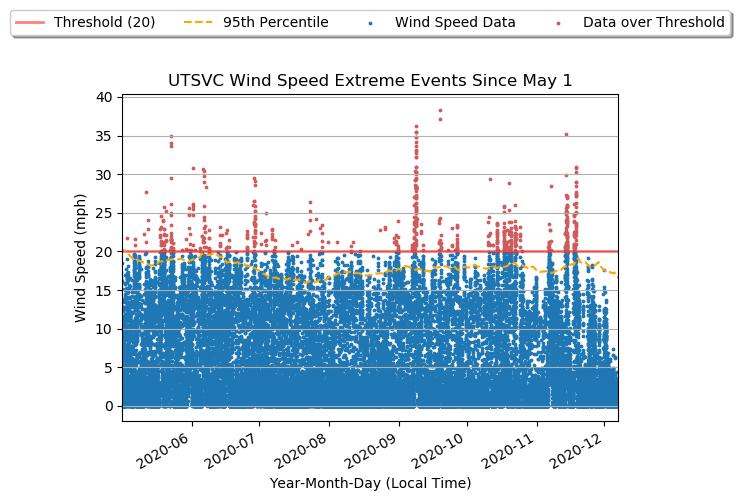 Threshold (20) 95th Percentile Wind Speed Data Data over Threshold
UTSVC Wind Speed Extreme Events Since May 1
40
35
30
25
20
15
10
5
0
Wind Speed (mph)
2020-06 2020-07 2020-08 2020-09 2020-10 2020-11 2020-12
Year-Month-Day (Local Time)